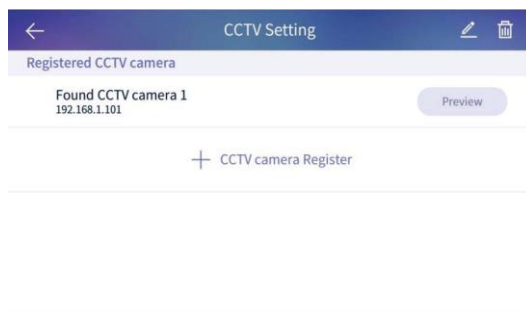 CCTV Setting
Registered CCTV camera
Found CCTV camera 1
192.168.1.101
Preview
CCTV camera Register